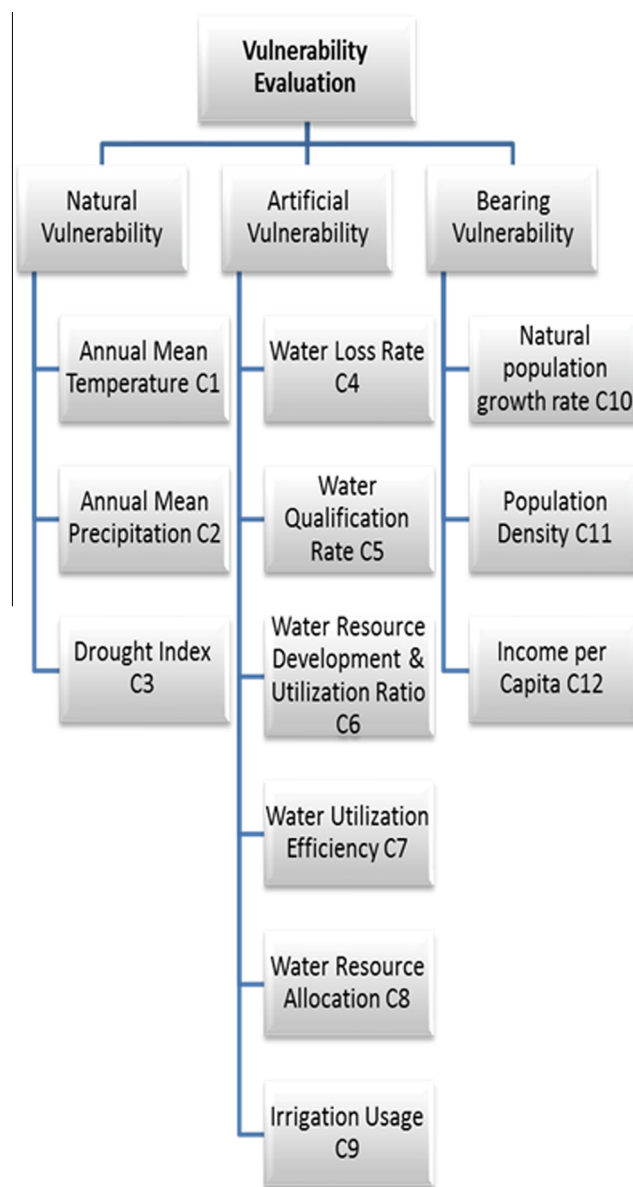 Vulnerability
Evaluation
Natural
Vulnerability
Annual Mean
Temperature C1
Annual Mean
Precipitation C2
Drought Index
C3
Artificial
Vulnerability
Water Loss Rate
C4
Water
Qualification
Rate C5
Water Resource
Development &
Utilization Ratio
C6
Water Utilization
Efficiency C7
Water Resource
Allocation C8
Irrigation Usage
C9
Bearing
Vulnerability
Natural
population
growth rate C10
Population
Density C11
Income per
Capita C12